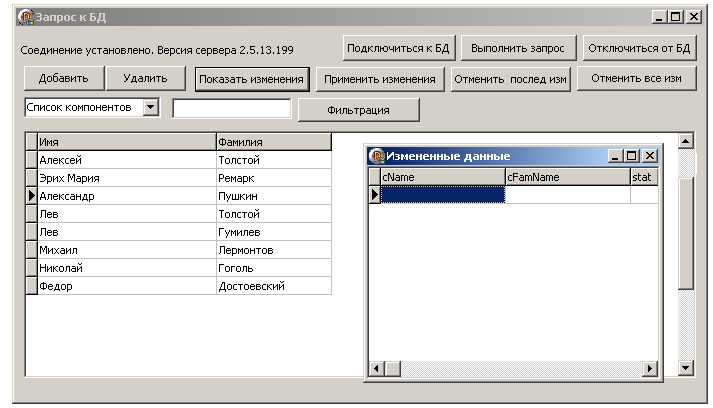 Запрос к БД
Соединение установлено. Версия сервера 2.5.13.199
Подключиться к БД
Выполнить запрос
Отключиться от БД
Добавить
Удалить
Показать изменения
Применить изменения
Отменить послед изм
Отменить все изм
Список компонентов
Фильтрация
Имя Фамилия
Алексей Толстой
Эрих Мария Ремарк
Александр Пушкин
Лев Толстой
Лев Гумилев
Михаил Лермонтов
Николай Гоголь
Федор Достоевский
Измененные данные
cName cFamName stat